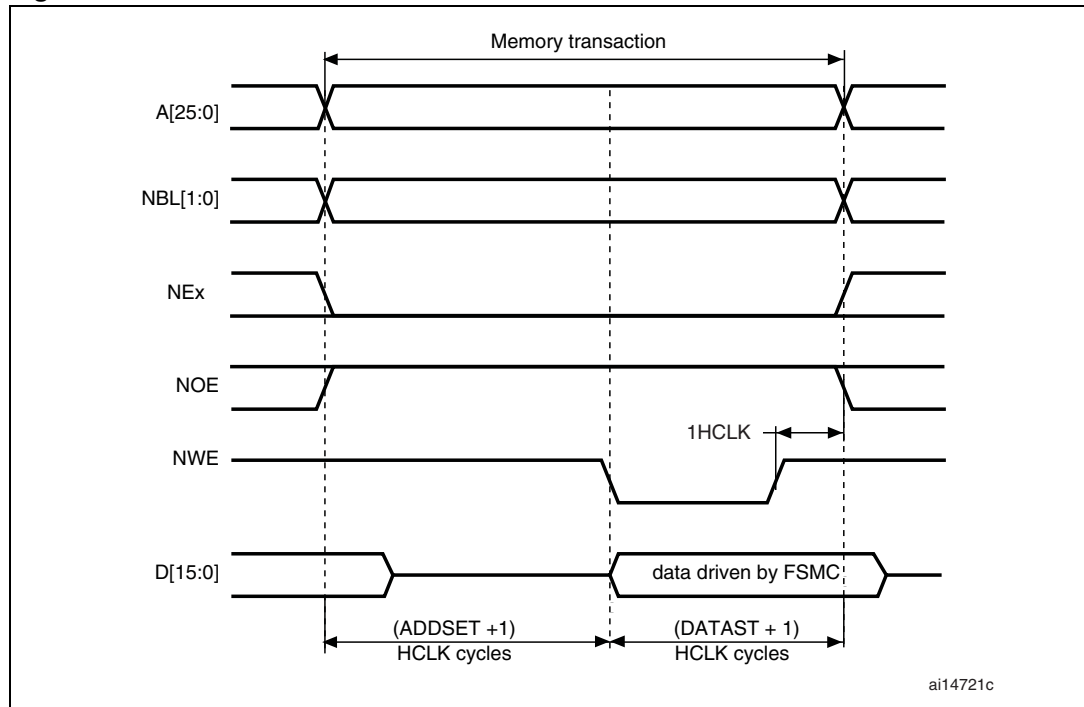 Memory transaction
A[25:0]
NBL[1:0]
NEx
NOE
1HCLK
NWE
D[15:0]
data driven by FSMC
(ADDSET +1)
HCLK cycles
(DATAST + 1)
HCLK cycles
ai14721c